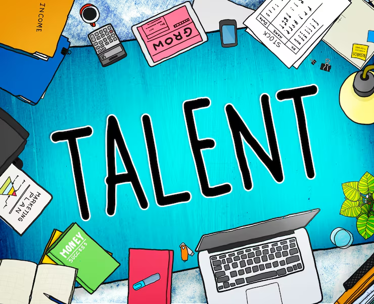 INCOME
GROW
STOCK
TALENT
MARKETING
PLAN
MONEY
SUCCESS